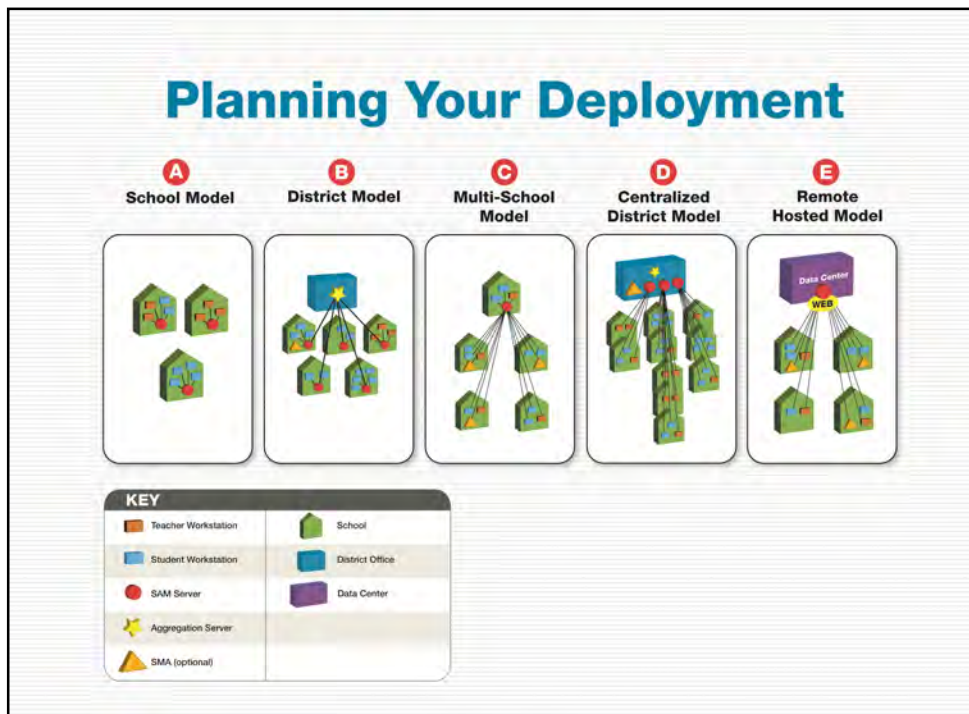 Planning Your Deployment
A
School Model
B
District Model
C
Multi-School
Model
D
Centralized
District Model
E
Remote
Hosted Model
Data Center
WEB
KEY
Teacher Workstation
School
Student Workstation
District Office
SAM Server
Data Center
Aggregation Server
SMA (optional)